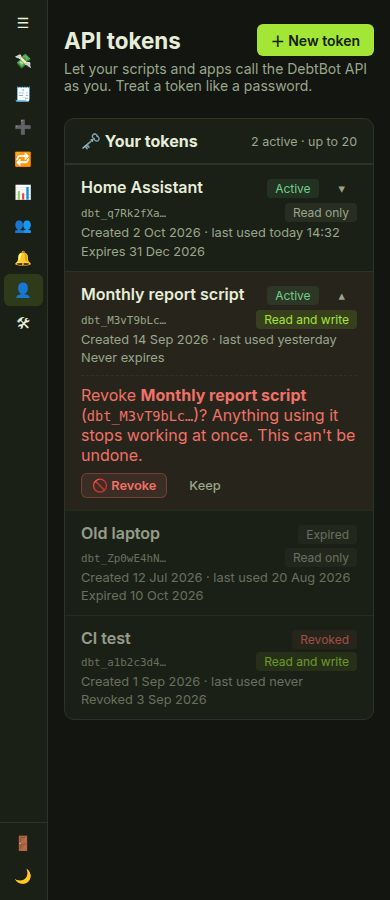 API tokens
+ New token
Let your scripts and apps call the DebtBot API
as you. Treat a token like a password.
Your tokens
2 active · up to 20
Home Assistant
Active
dbt_q7Rk2fXa…
Read only
Created 2 Oct 2026 · last used today 14:32
Expires 31 Dec 2026
Monthly report script
Active
dbt_M3vT9bLc…
Read and write
Created 14 Sep 2026 · last used yesterday
Never expires
Revoke Monthly report script
(dbt_M3vT9bLc…)? Anything using it
stops working at once. This can't be
undone.
Revoke
Keep
Old laptop
Expired
dbt_Zp0wE4hN…
Read only
Created 12 Jul 2026 · last used 20 Aug 2026
Expired 10 Oct 2026
CI test
Revoked
dbt_a1b2c3d4…
Read and write
Created 1 Sep 2026 · last used never
Revoked 3 Sep 2026